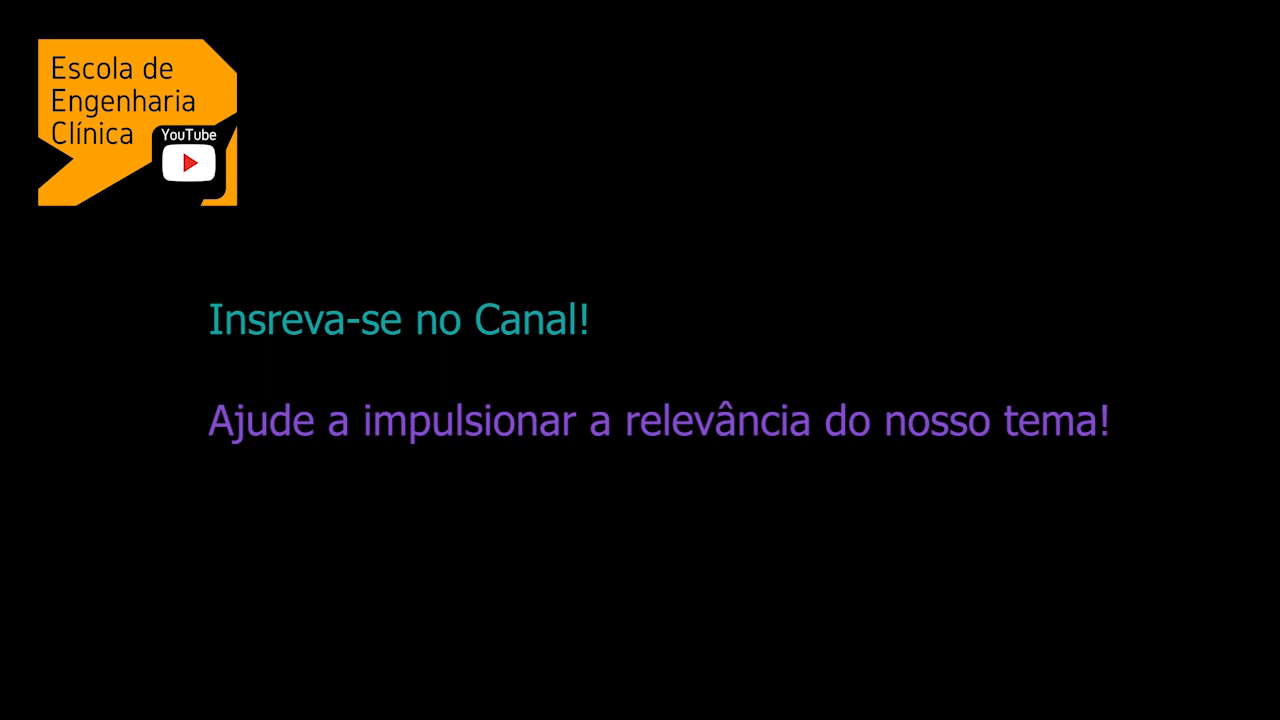 Escola de
Engenharia
Clínica
YouTube
Insreva-se no Canal!
Ajude a impulsionar a relevância do nosso tema!